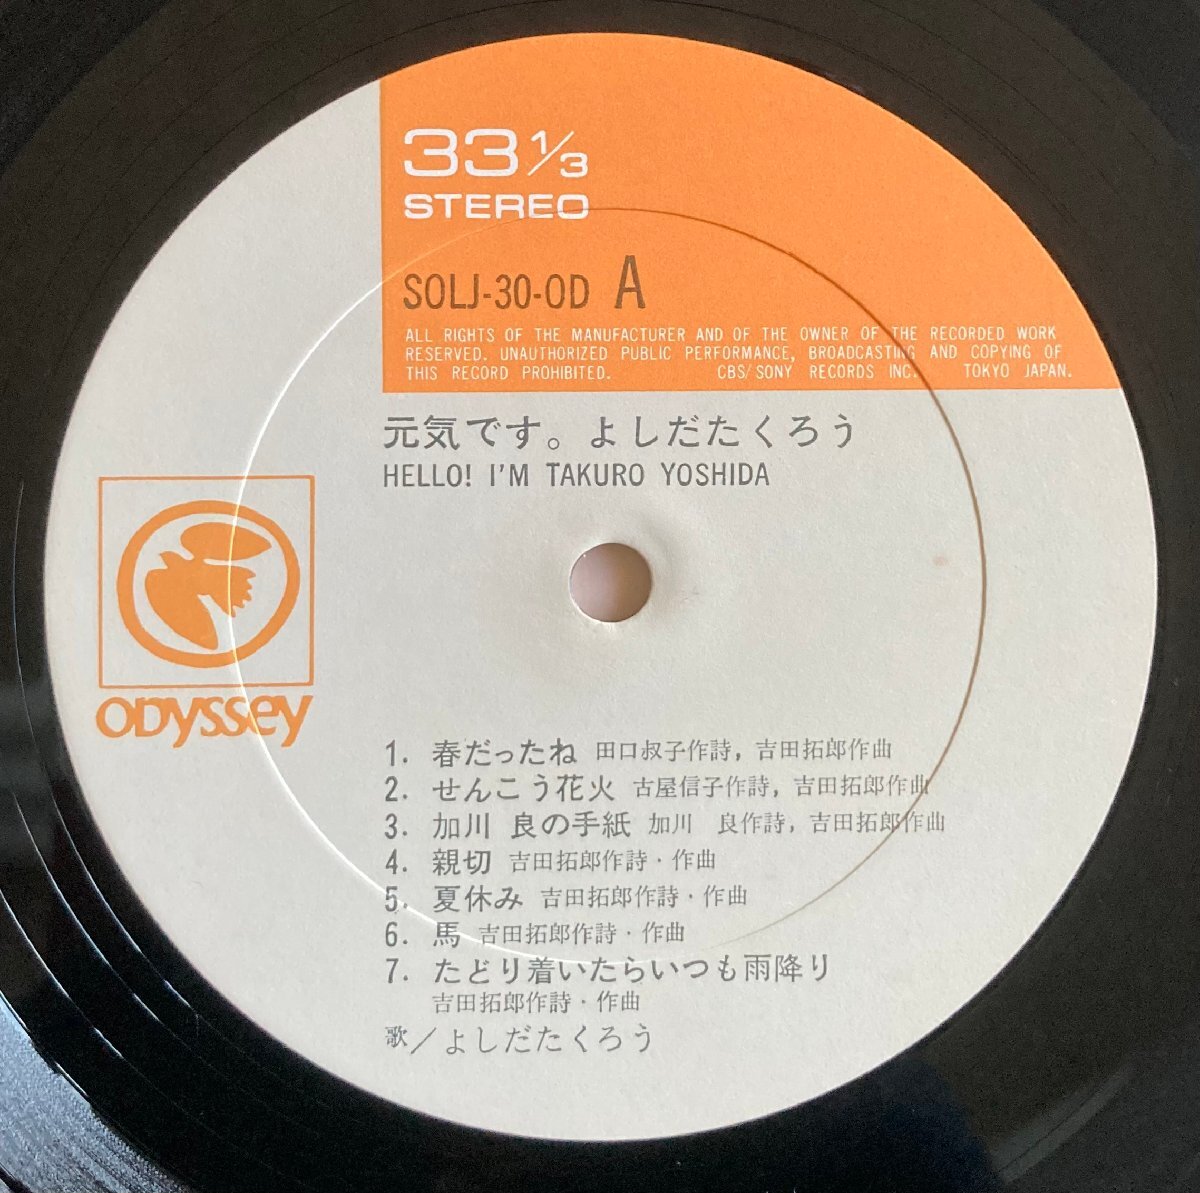 33 1/3
STEREO
SOLJ-30-OD A
ALL RIGHTS OF THE MANUFACTURER AND OF THE OWNER OF THE RECORDED WORK
RESERVED. UNAUTHORIZED PUBLIC PERFORMANCE, BROADCASTING AND COPYING OF
THIS RECORD PROHIBITED. CBS/SONY RECORDS INC. TOKYO JAPAN.
元気です。よしだたくろう
HELLO! I'M TAKURO YOSHIDA
ODYSSEY
1. 春だったね 田口叔子作詩, 吉田拓郎作曲
2. せんこう花火 古屋信子作詩, 吉田拓郎作曲
3. 加川 良の手紙 加川 良作詩, 吉田拓郎作曲
4. 親切 吉田拓郎作詩・作曲
5. 夏休み 吉田拓郎作詩・作曲
6. 馬 吉田拓郎作詩・作曲
7. たどり着いたらいつも雨降り
吉田拓郎作詩・作曲
歌/よしだたくろう